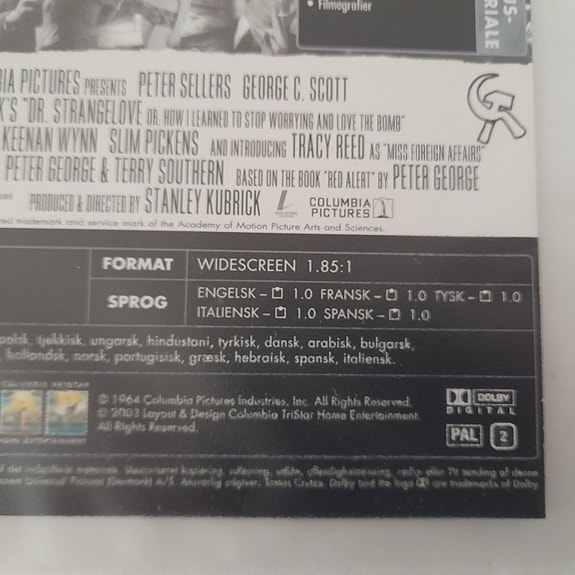 • Filmografier
US-
RIALE
BIA PICTURES PRESENTS PETER SELLERS GEORGE C. SCOTT
K'S "DR. STRANGELOVE OR: HOW I LEARNED TO STOP WORRYING AND LOVE THE BOMB"
KEENAN WYNN SLIM PICKENS AND INTRODUCING TRACY REED AS "MISS FOREIGN AFFAIRS"
PETER GEORGE & TERRY SOUTHERN BASED ON THE BOOK "RED ALERT" BY PETER GEORGE
PRODUCED & DIRECTED BY STANLEY KUBRICK COLUMBIA PICTURES
trademark and service mark of the Academy of Motion Picture Arts and Sciences.
FORMAT WIDESCREEN 1.85:1
SPROG ENGELSK – 1.0 FRANSK – 1.0 TYSK – 1.0
ITALIENSK – 1.0 SPANSK – 1.0
polsk, tjekkisk, ungarsk, hindustani, tyrkisk, dansk, arabisk, bulgarsk,
hollandsk, norsk, portugisisk, græsk, hebraisk, spansk, italiensk.
© 1964 Columbia Pictures Industries, Inc. All Rights Reserved.
© 2003 Layout & Design Columbia TriStar Home Entertainment.
All Rights Reserved.
DOLBY
DIGITAL
PAL 2